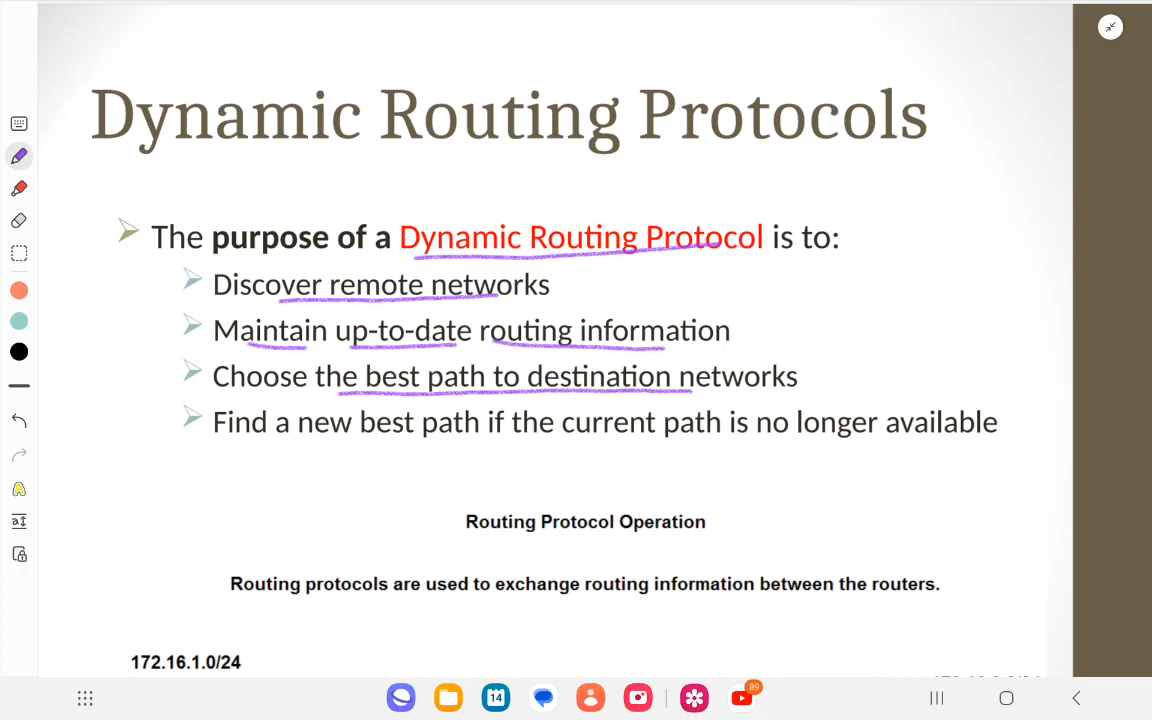 Dynamic Routing Protocols
The purpose of a Dynamic Routing Protocol is to:
Discover remote networks
Maintain up-to-date routing information
Choose the best path to destination networks
Find a new best path if the current path is no longer available
Routing Protocol Operation
Routing protocols are used to exchange routing information between the routers.
172.16.1.0/24
14
89